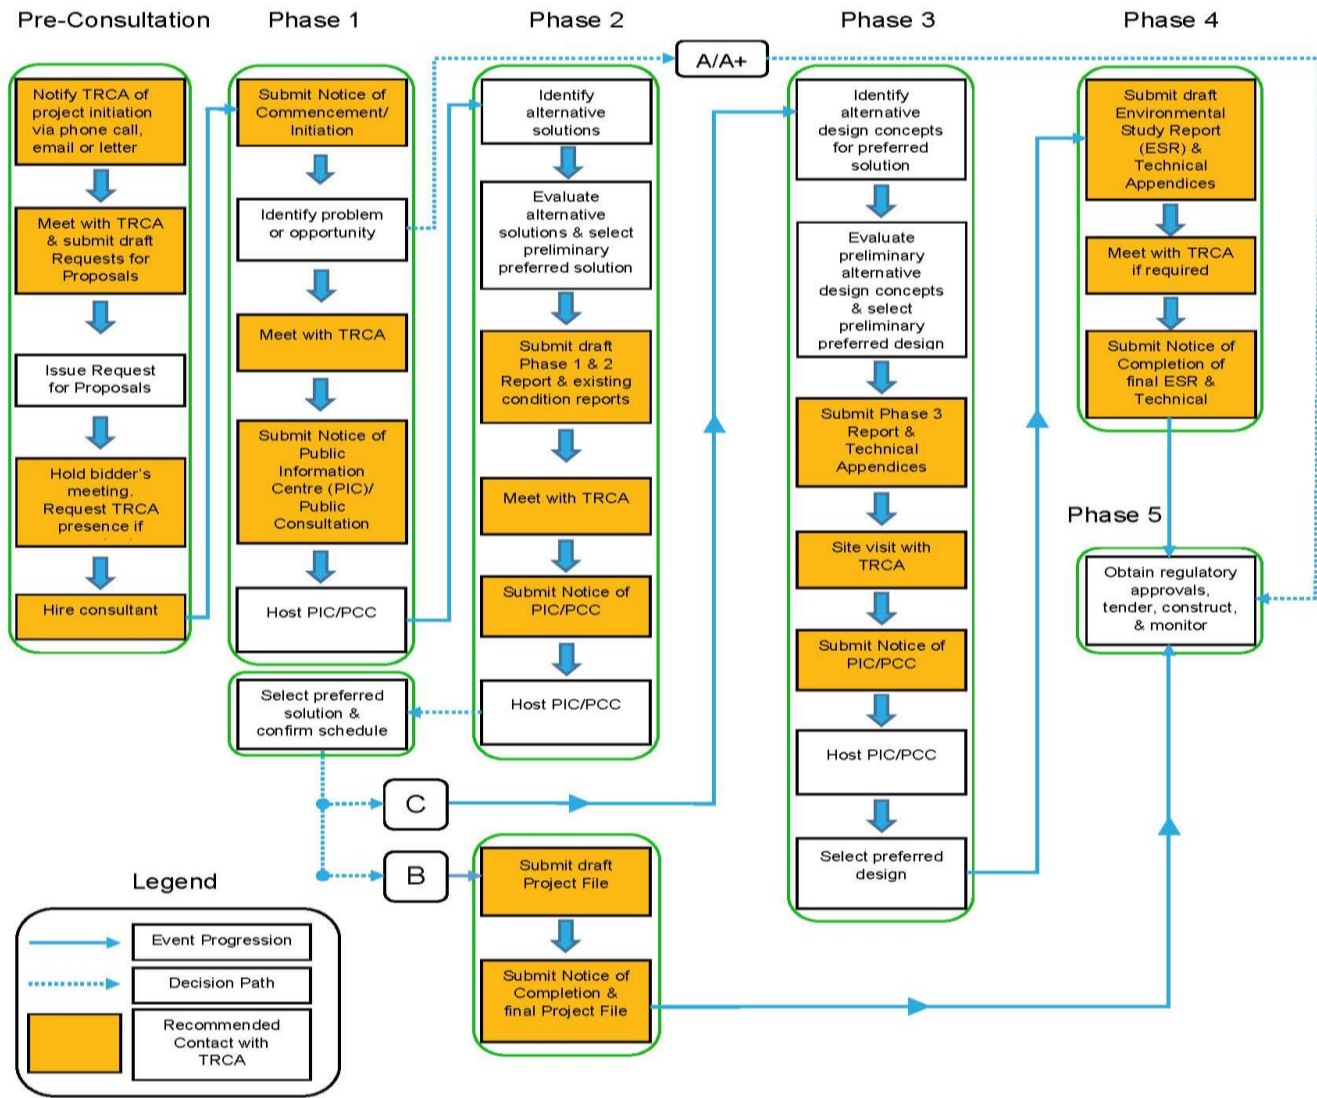 Pre-Consultation
Phase 1
Phase 2
Phase 3
Phase 4
A/A+
Notify TRCA of
project initiation
via phone call,
email or letter
Meet with TRCA
& submit draft
Requests for
Proposals
Issue Request
for Proposals
Hold bidder's
meeting.
Request TRCA
presence if
Hire consultant
Submit Notice of
Commencement/
Initiation
Identify problem
or opportunity
Meet with TRCA
Submit Notice of
Public
Information
Centre (PIC)/
Public
Consultation
Host PIC/PCC
Select preferred
solution &
confirm schedule
Identify
alternative
solutions
Evaluate
alternative
solutions & select
preliminary
preferred solution
Submit draft
Phase 1 & 2
Report & existing
condition reports
Meet with TRCA
Submit Notice of
PIC/PCC
Host PIC/PCC
C
B
Submit draft
Project File
Submit Notice of
Completion &
final Project File
Identify
alternative
design concepts
for preferred
solution
Evaluate
preliminary
alternative
design concepts
& select
preliminary
preferred design
Submit Phase 3
Report &
Technical
Appendices
Site visit with
TRCA
Submit Notice of
PIC/PCC
Host PIC/PCC
Select preferred
design
Submit draft
Environmental
Study Report
(ESR) &
Technical
Appendices
Meet with TRCA
if required
Submit Notice of
Completion of
final ESR &
Technical
Phase 5
Obtain regulatory
approvals,
tender, construct,
& monitor
Legend
Event Progression
Decision Path
Recommended
Contact with
TRCA